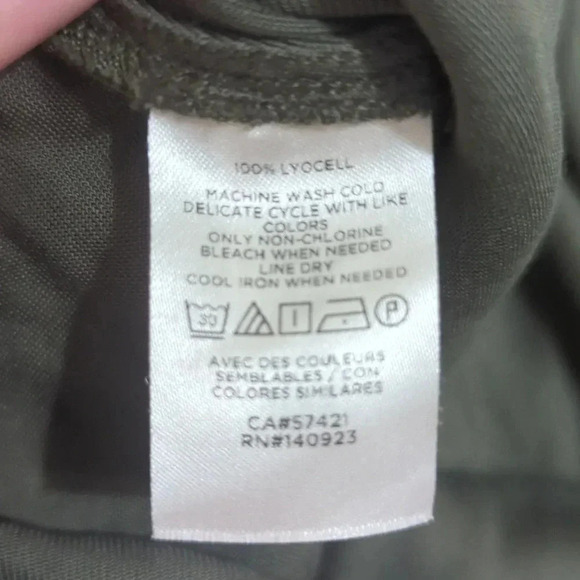 100% LYOCELL
MACHINE WASH COLD
DELICATE CYCLE WITH LIKE
COLORS
ONLY NON-CHLORINE
BLEACH WHEN NEEDED
LINE DRY
COOL IRON WHEN NEEDED
30 P
AVEC DES COULEURS
SEMBLABLES / CON
COLORES SIMILARES
CA#57421
RN#140923